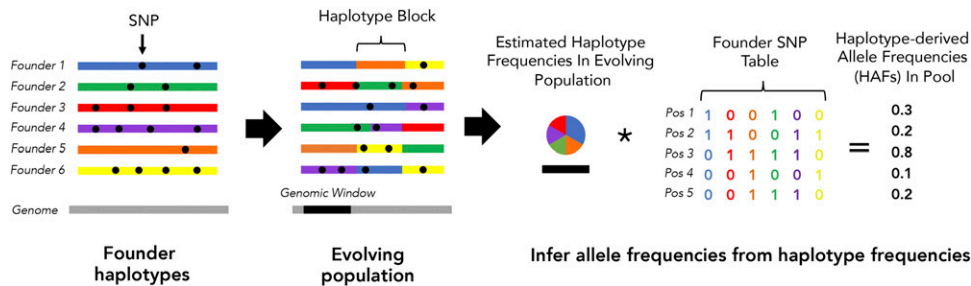 SNP
Founder 1
Founder 2
Founder 3
Founder 4
Founder 5
Founder 6
Genome
Founder
haplotypes
Haplotype Block
Genomic Window
Evolving
population
Estimated Haplotype
Frequencies In Evolving
Population
*
Founder SNP
Table
Pos 1 1 0 0 1 0 0
Pos 2 1 1 0 0 1 1
Pos 3 0 1 1 1 1 0
Pos 4 0 0 1 0 0 1
Pos 5 0 0 1 1 1 0
=
Haplotype-derived
Allele Frequencies
(HAFs) In Pool
0.3
0.2
0.8
0.1
0.2
Infer allele frequencies from haplotype frequencies